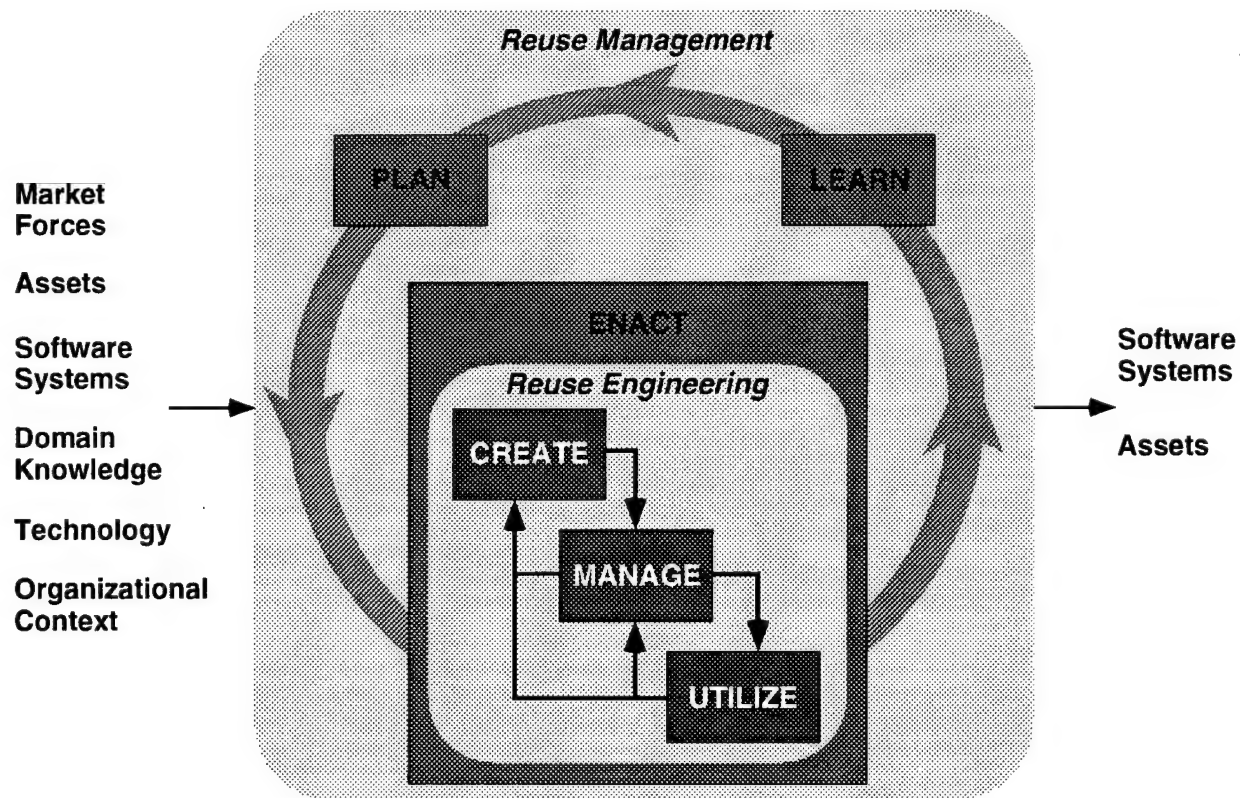 Reuse Management
PLAN
LEARN
Market
Forces
Assets
Software
Systems
Domain
Knowledge
Technology
Organizational
Context
ENACT
Reuse Engineering
CREATE
MANAGE
UTILIZE
Software
Systems
Assets